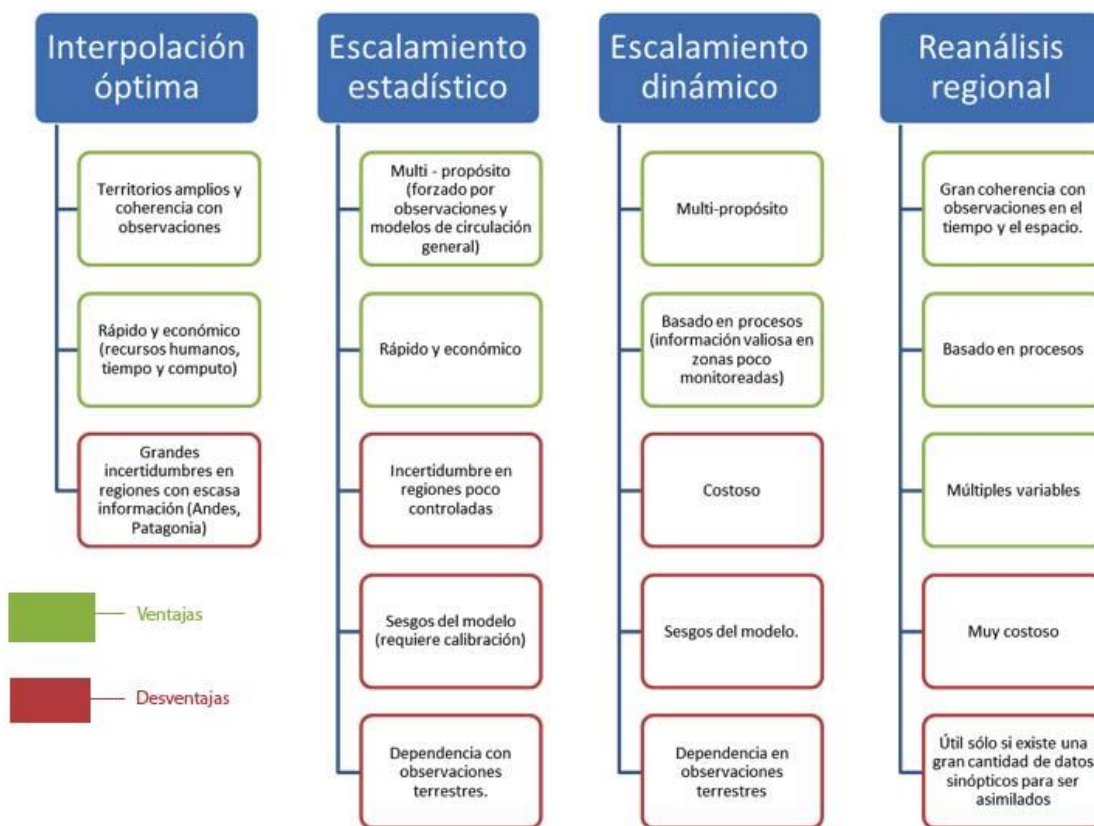 Interpolación
óptima
Territorios amplios y
coherencia con
observaciones
Rápido y económico
(recursos humanos,
tiempo y computo)
Grandes
incertidumbres en
regiones con escasa
información (Andes,
Patagonia)
Escalamiento
estadístico
Multi - propósito
(forzado por
observaciones y
modelos de circulación
general)
Rápido y económico
Incertidumbre en
regiones poco
controladas
Sesgos del modelo
(requiere calibración)
Dependencia con
observaciones
terrestres.
Escalamiento
dinámico
Multi-propósito
Basado en procesos
(información valiosa en
zonas poco
monitoreadas)
Costoso
Sesgos del modelo.
Dependencia en
observaciones
terrestres
Reanálisis
regional
Gran coherencia con
observaciones en el
tiempo y el espacio.
Basado en procesos
Múltiples variables
Muy costoso
Útil sólo si existe una
gran cantidad de datos
sinópticos para ser
asimilados
Ventajas
Desventajas